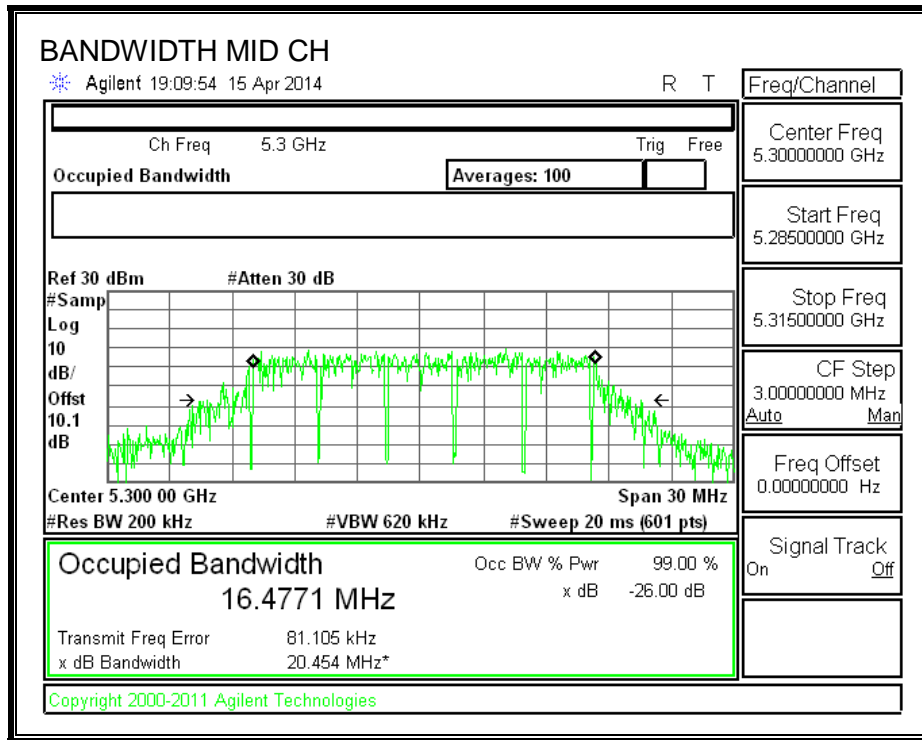 BANDWIDTH MID CH
Agilent 19:09:54 15 Apr 2014 R T
Freq/Channel
Ch Freq 5.3 GHz Trig Free
Occupied Bandwidth Averages: 100
Center Freq
5.30000000 GHz
Start Freq
5.28500000 GHz
Stop Freq
5.31500000 GHz
CF Step
3.00000000 MHz
Auto Man
Freq Offset
0.00000000 Hz
Signal Track
On Off
Ref 30 dBm #Atten 30 dB
#Samp
Log
10
dB/
Offst
10.1
dB
Center 5.300 00 GHz Span 30 MHz
#Res BW 200 kHz #VBW 620 kHz #Sweep 20 ms (601 pts)
Occupied Bandwidth Occ BW % Pwr 99.00 %
16.4771 MHz x dB -26.00 dB
Transmit Freq Error 81.105 kHz
x dB Bandwidth 20.454 MHz*
Copyright 2000-2011 Agilent Technologies